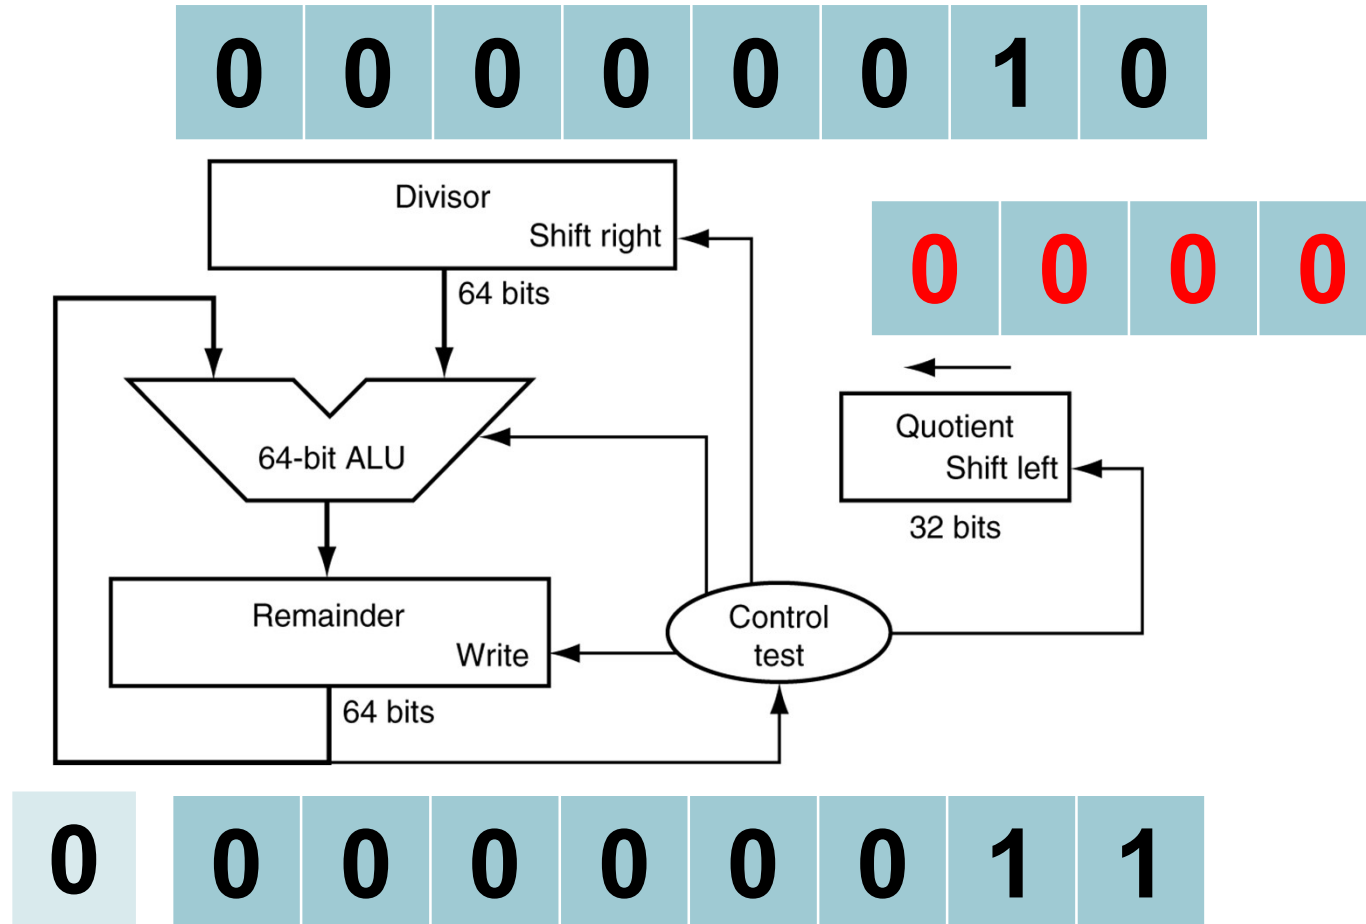 0 0 0 0 0 0 1 0
Divisor
Shift right
64 bits
0 0 0 0
64-bit ALU
Quotient
Shift left
32 bits
Remainder
Write
Control
test
64 bits
0 0 0 0 0 0 0 1 1